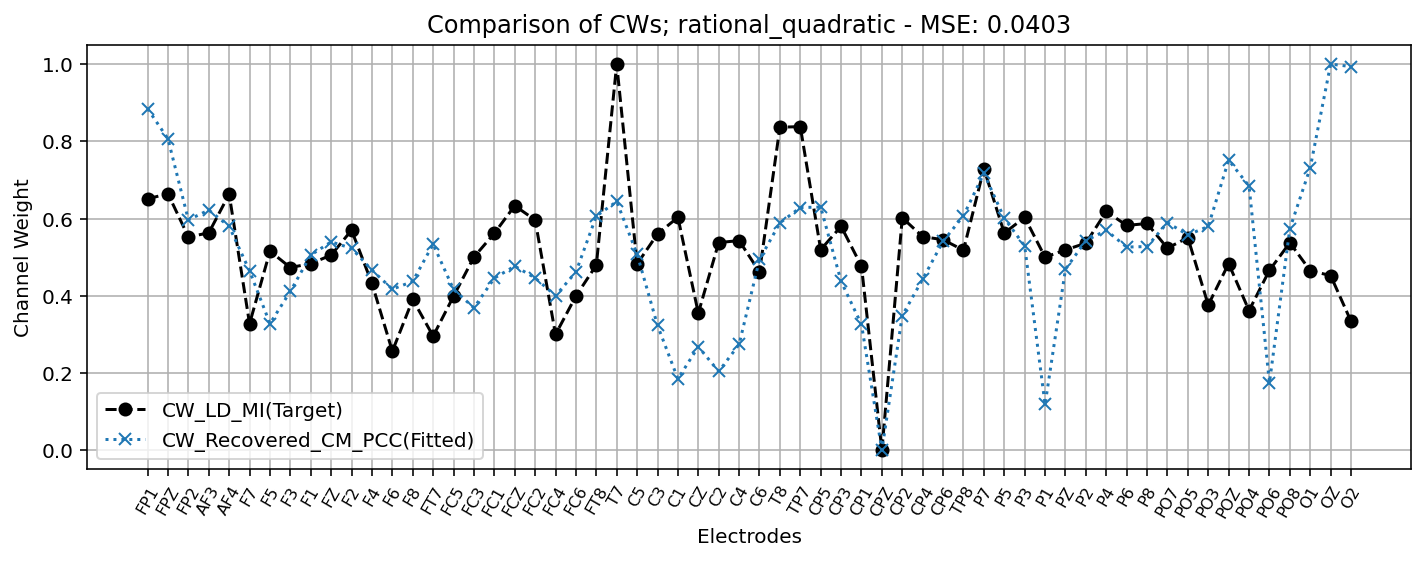 Comparison of CWs; rational_quadratic - MSE: 0.0403
Channel Weight
1.0
0.8
0.6
0.4
0.2
0.0
CW_LD_MI(Target)
CW_Recovered_CM_PCC(Fitted)
FP1 FPZ FP2 AF3 AF4 F7 F5 F3 F1 FZ F2 F4 F6 F8 FT7 FC5 FC3 FC1 FCZ FC2 FC4 FC6 FT8 T7 C5 C3 C1 CZ C2 C4 C6 T8 TP7 CP5 CP3 CP1 CPZ CP2 CP4 CP6 TP8 P7 P5 P3 P1 PZ P2 P4 P6 P8 PO7 PO5 PO3 POZ PO4 PO6 PO8 O1 OZ O2
Electrodes